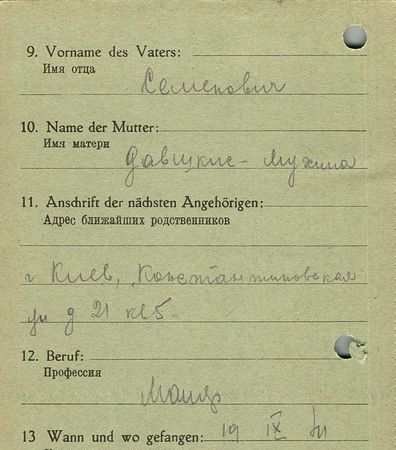 9. Vorname des Vaters:
Имя отца
Семенович
10. Name der Mutter:
Имя матери
Мухина
11. Anschrift der nächsten Angehörigen:
Адрес ближайших родственников
г Киев, Константиновская
ул д 21 кв 5
12. Beruf:
Профессия
13 Wann und wo gefangen: 19 IX